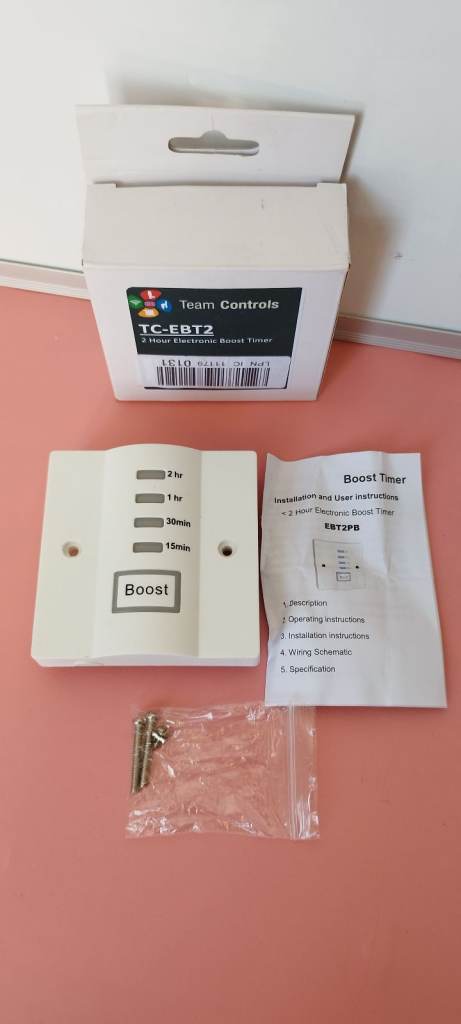 Team Controls
TC-EBT2
2 Hour Electronic Boost Timer
LPN IC 11179 0131
2 hr
1 hr
30min
15min
Boost
Boost Timer
Installation and User instructions
< 2 Hour Electronic Boost Timer
EBT2PB
1. Description
2. Operating instructions
3. Installation instructions
4. Wiring Schematic
5. Specification